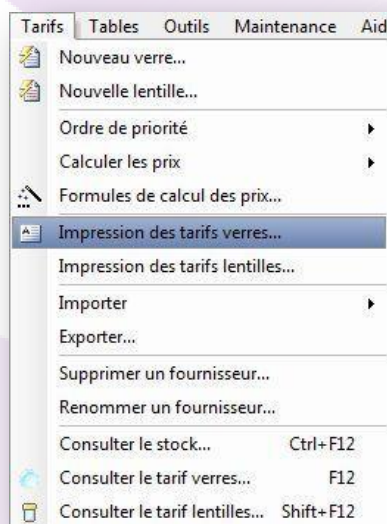 Tarifs Tables Outils Maintenance Aid
Nouveau verre...
Nouvelle lentille...
Ordre de priorité
Calculer les prix
Formules de calcul des prix...
Impression des tarifs verres...
Impression des tarifs lentilles...
Importer
Exporter...
Supprimer un fournisseur...
Renommer un fournisseur...
Consulter le stock... Ctrl+F12
Consulter le tarif verres... F12
Consulter le tarif lentilles... Shift+F12